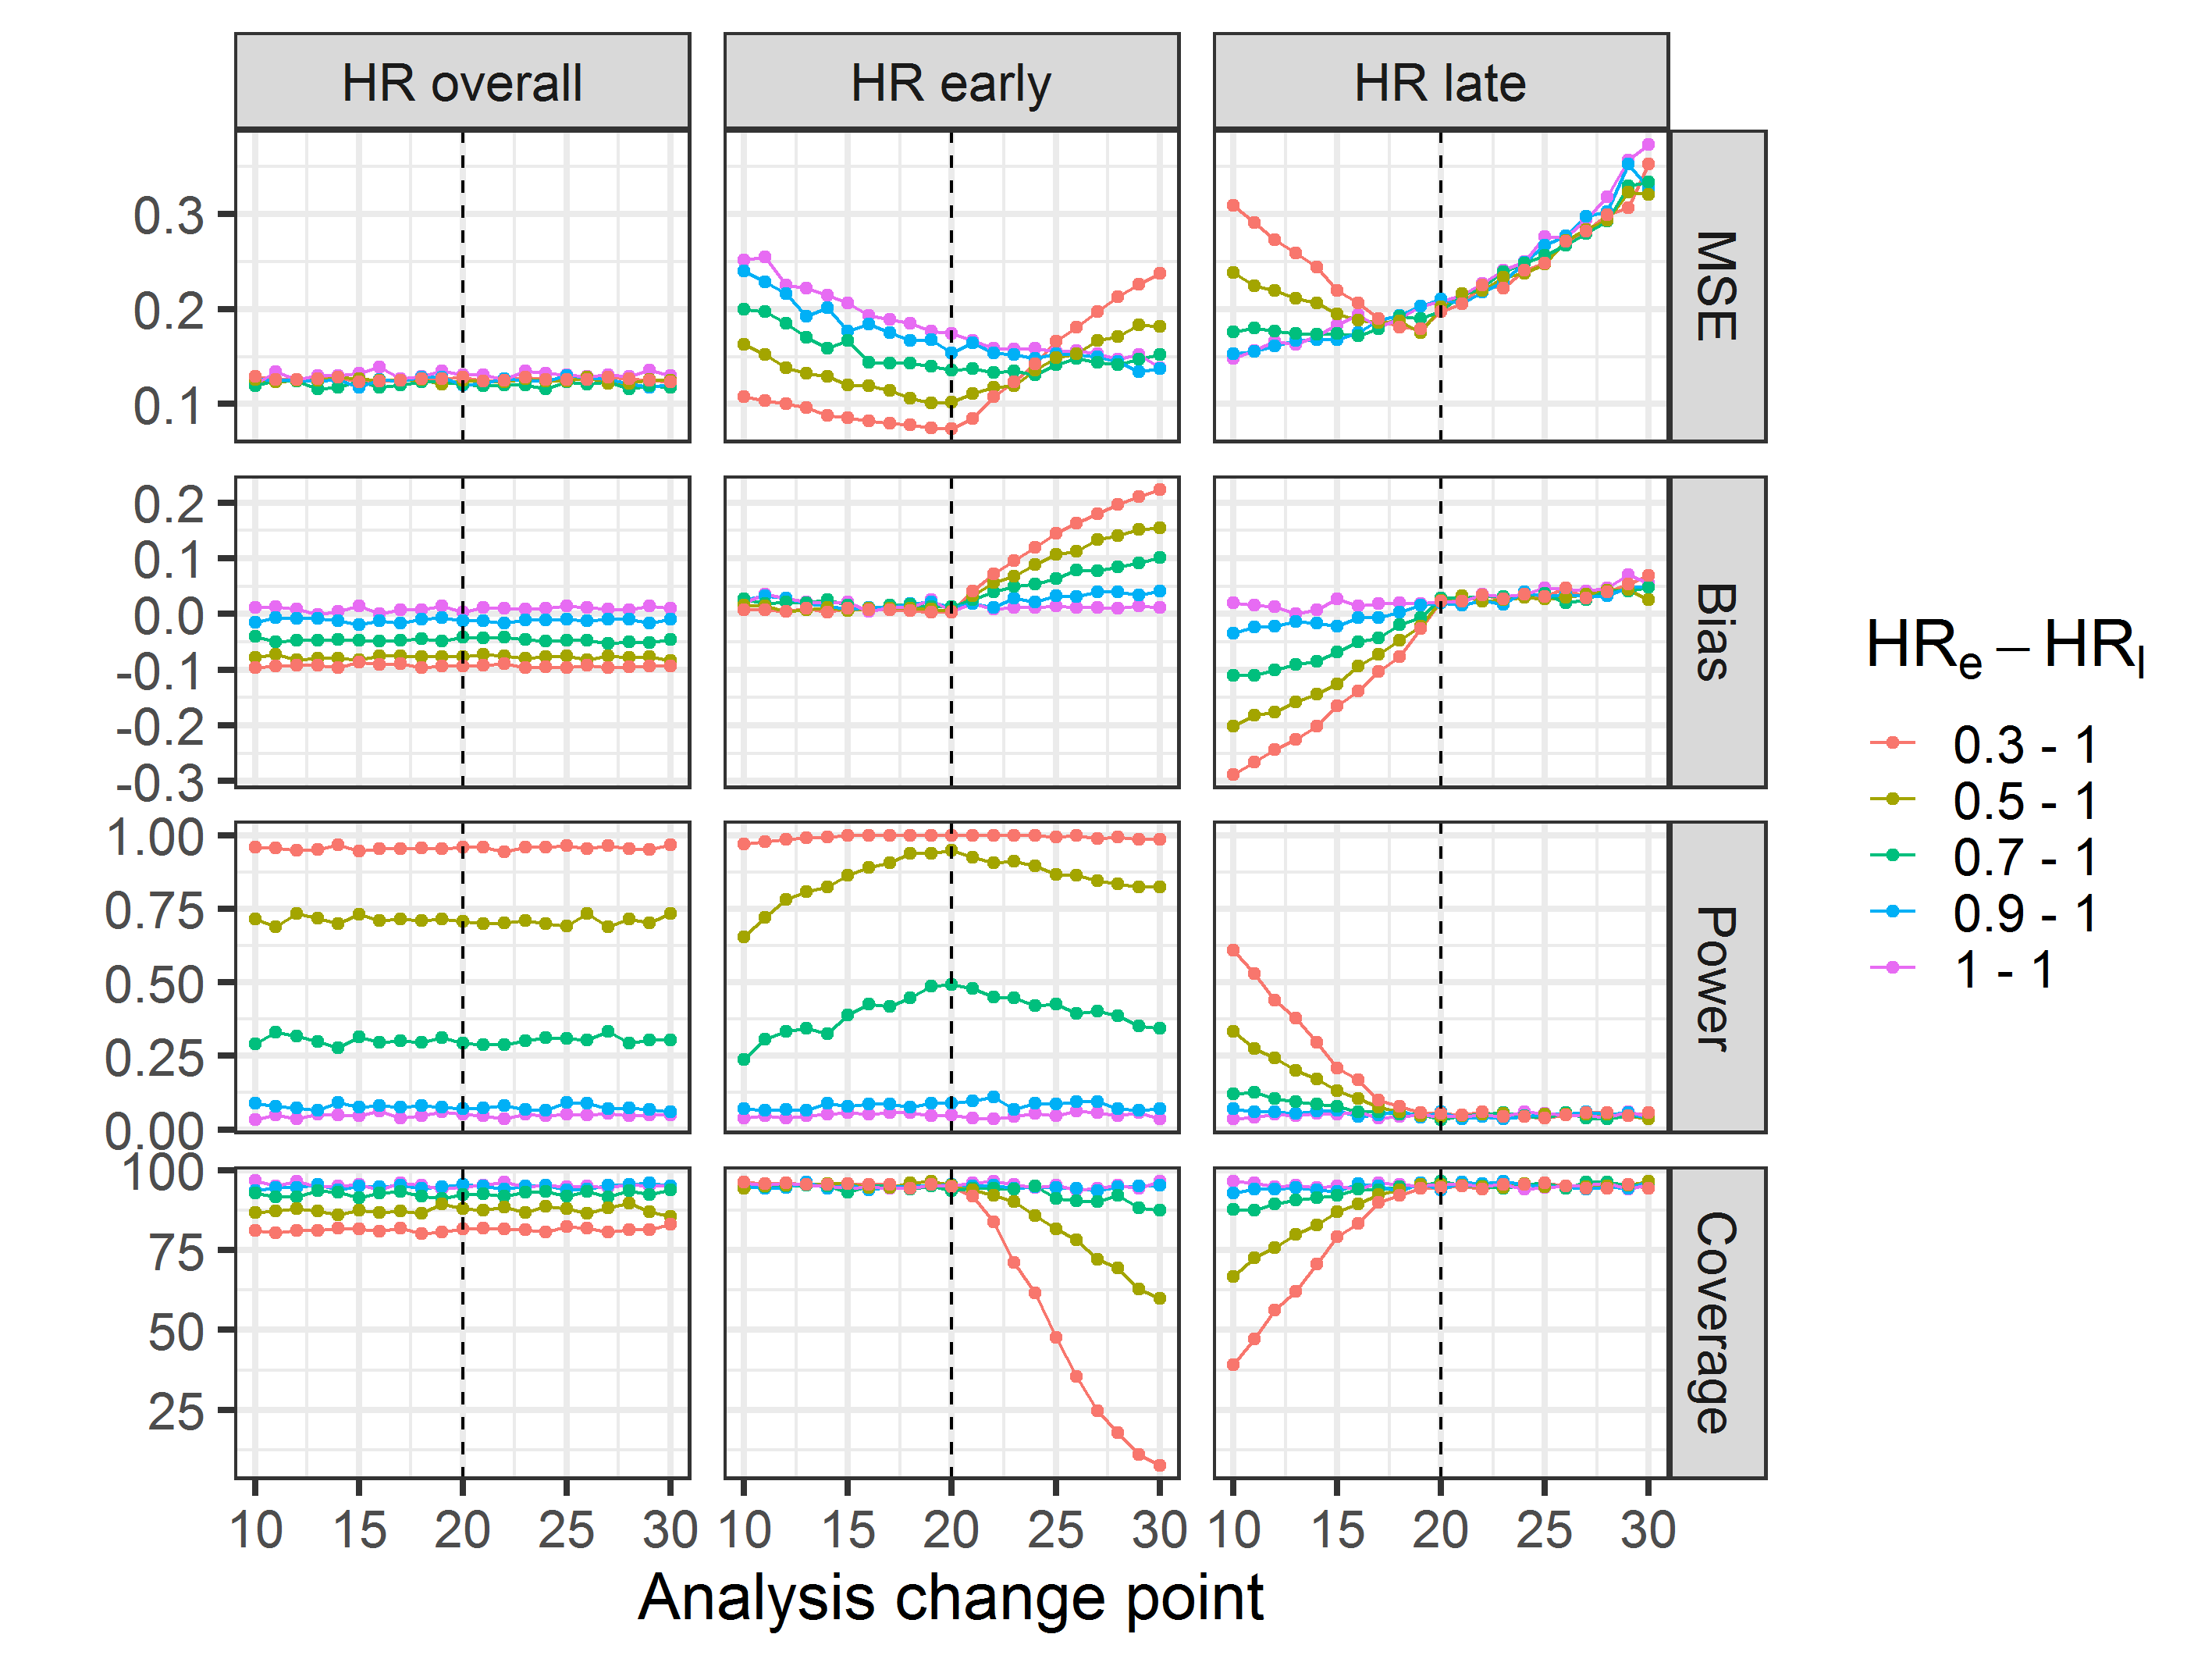 HR overall HR early HR late
0.3
0.2
0.1
MSE
0.2
0.1
0.0
-0.1
-0.2
-0.3
Bias
1.00
0.75
0.50
0.25
0.00
Power
100
75
50
25
Coverage
10 15 20 25 30 10 15 20 25 30 10 15 20 25 30
Analysis change point
HRe – HRl
0.3 - 1
0.5 - 1
0.7 - 1
0.9 - 1
1 - 1